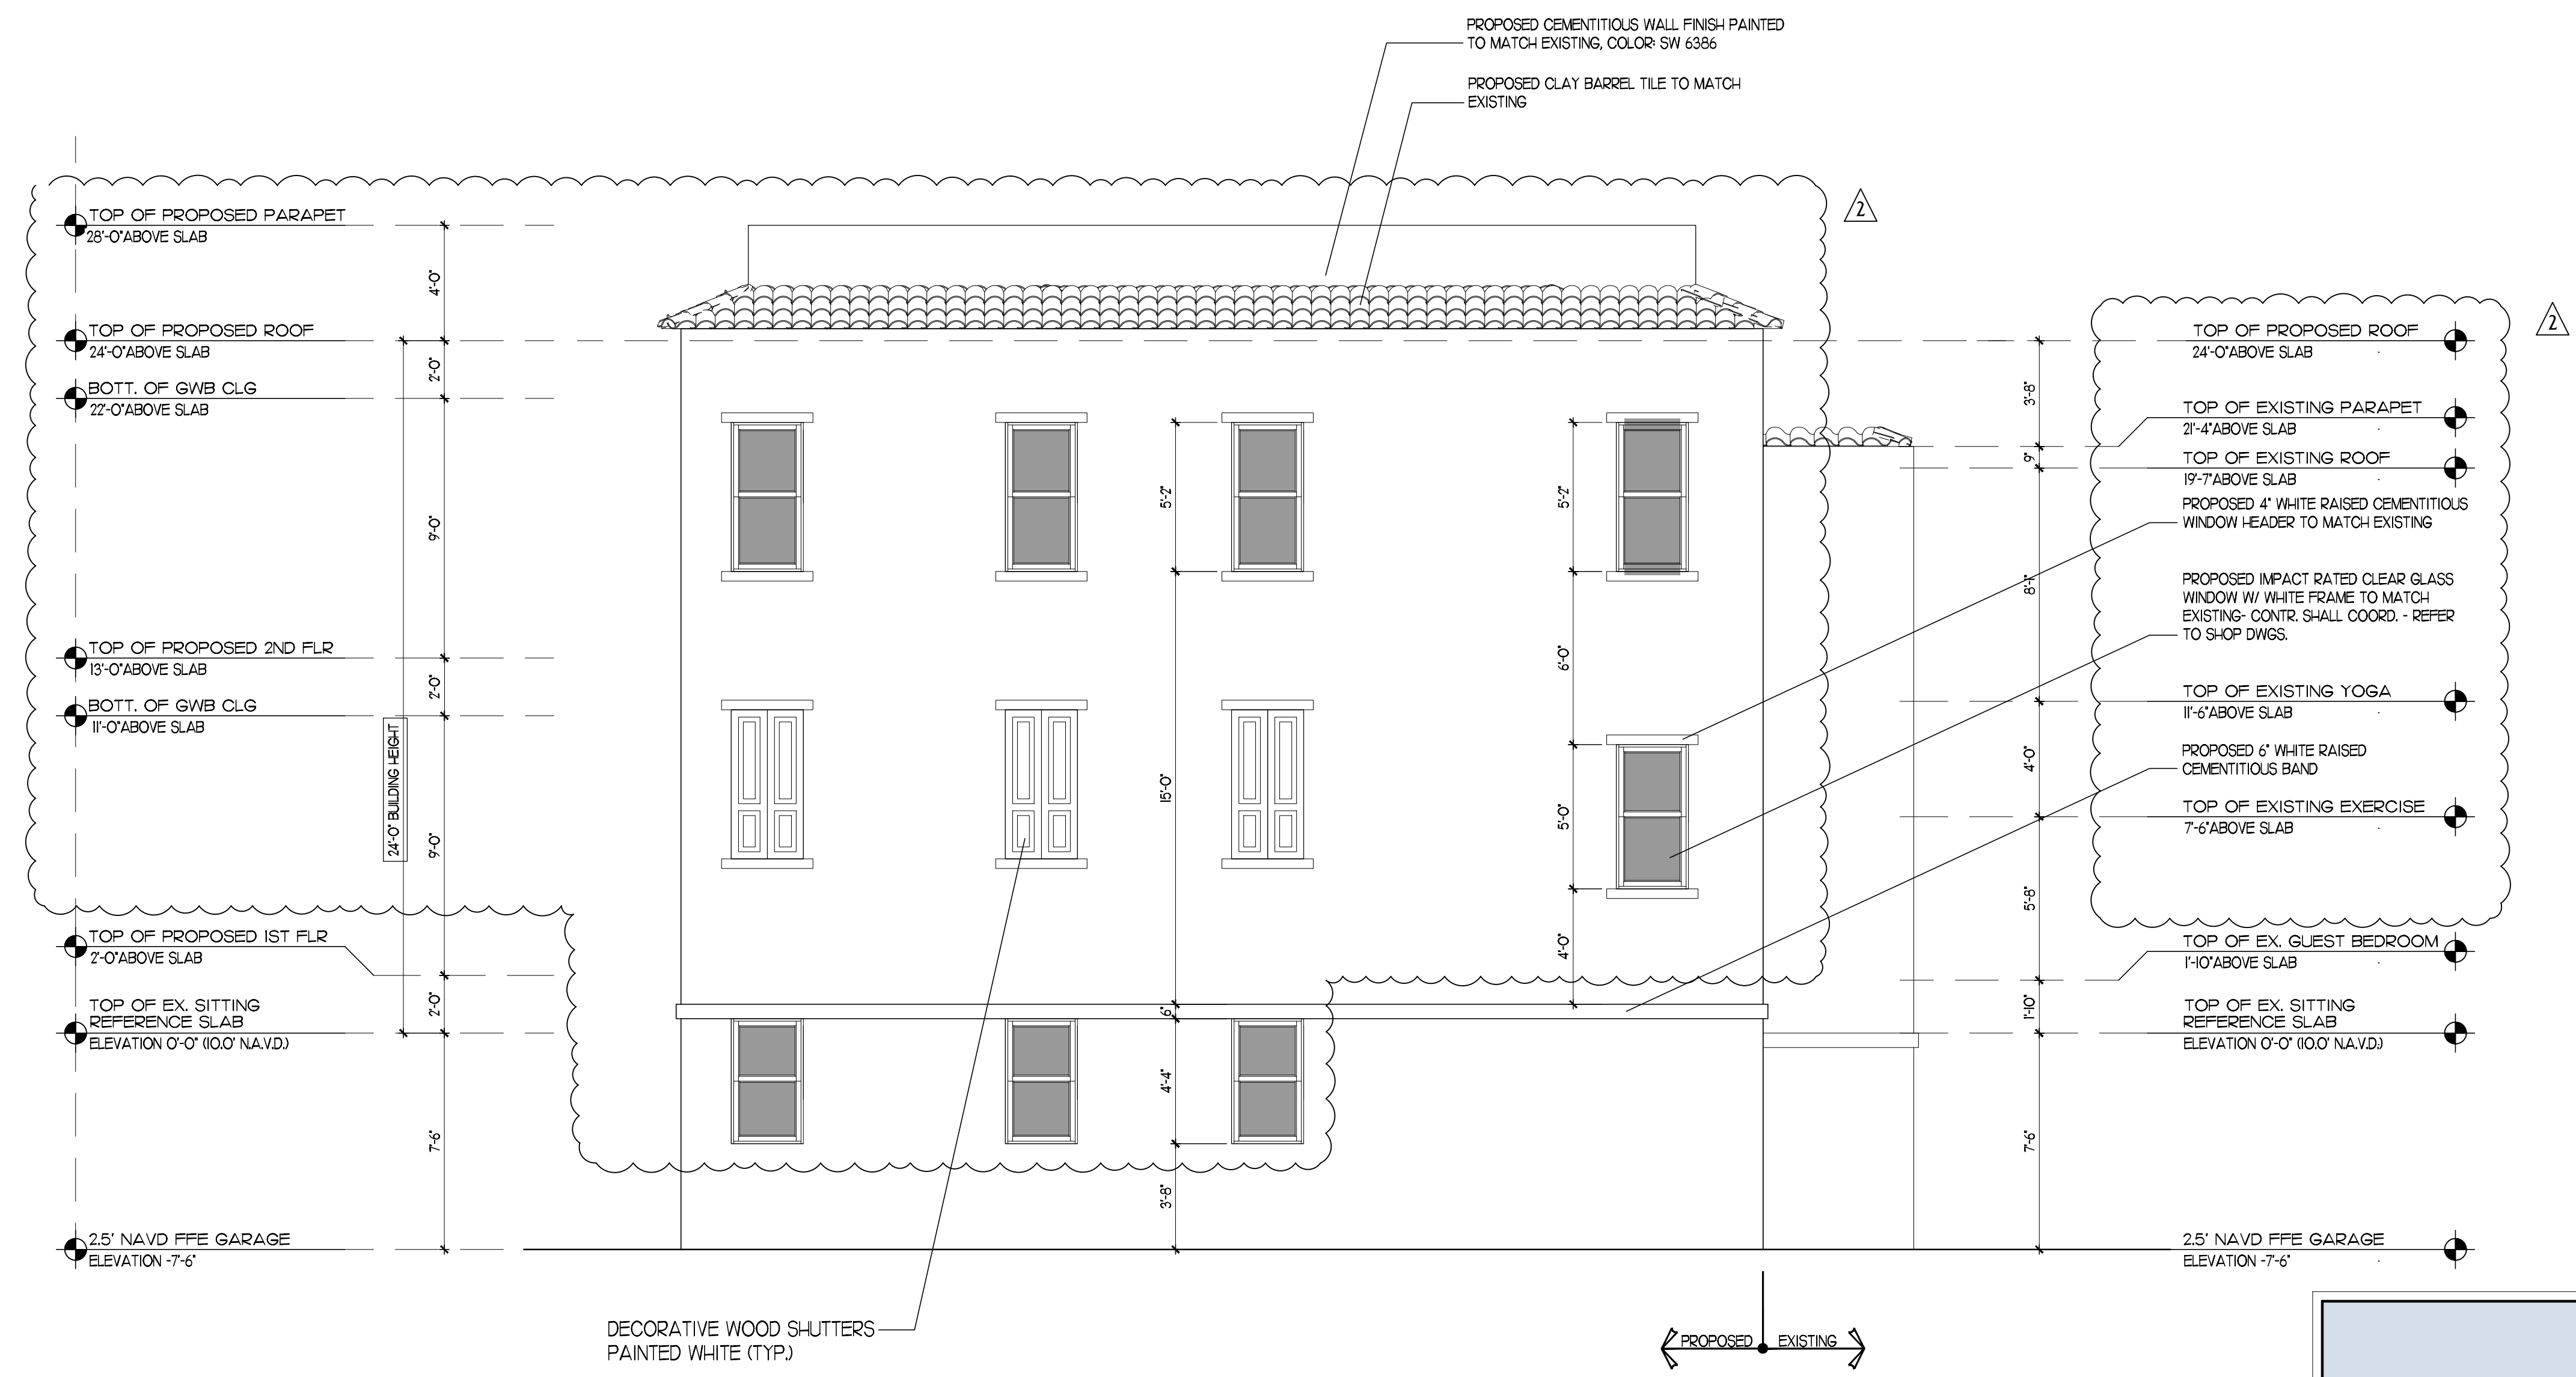 PROPOSED CEMENTITIOUS WALL FINISH PAINTED
TO MATCH EXISTING, COLOR: SW 6386
PROPOSED CLAY BARREL TILE TO MATCH
EXISTING
2
TOP OF PROPOSED PARAPET
28'-0"ABOVE SLAB
TOP OF PROPOSED ROOF
24'-0"ABOVE SLAB
BOTT. OF GWB CLG
22'-0"ABOVE SLAB
TOP OF PROPOSED 2ND FLR
13'-0"ABOVE SLAB
BOTT. OF GWB CLG
11'-0"ABOVE SLAB
TOP OF PROPOSED 1ST FLR
2'-0"ABOVE SLAB
TOP OF EX. SITTING
REFERENCE SLAB
ELEVATION 0'-0" (10.0' N.A.V.D.)
2.5' NAVD FFE GARAGE
ELEVATION -7'-6"
24'-0" BUILDING HEIGHT
4'-0"
2'-0"
9'-0"
2'-0"
9'-0"
2'-0"
7'-6"
5'-2"
15'-0"
6"
4'-4"
3'-8"
5'-2"
6'-0"
5'-0"
4'-0"
3'-8"
9"
8'-1"
4'-0"
5'-8"
1'-10"
7'-6"
2
TOP OF PROPOSED ROOF
24'-0"ABOVE SLAB
TOP OF EXISTING PARAPET
21'-4"ABOVE SLAB
TOP OF EXISTING ROOF
19'-7"ABOVE SLAB
PROPOSED 4" WHITE RAISED CEMENTITIOUS
WINDOW HEADER TO MATCH EXISTING
PROPOSED IMPACT RATED CLEAR GLASS
WINDOW W/ WHITE FRAME TO MATCH
EXISTING- CONTR. SHALL COORD. - REFER
TO SHOP DWGS.
TOP OF EXISTING YOGA
11'-6"ABOVE SLAB
PROPOSED 6" WHITE RAISED
CEMENTITIOUS BAND
TOP OF EXISTING EXERCISE
7'-6"ABOVE SLAB
TOP OF EX. GUEST BEDROOM
1'-10"ABOVE SLAB
TOP OF EX. SITTING
REFERENCE SLAB
ELEVATION 0'-0" (10.0' N.A.V.D.)
2.5' NAVD FFE GARAGE
ELEVATION -7'-6"
DECORATIVE WOOD SHUTTERS
PAINTED WHITE (TYP.)
PROPOSED EXISTING